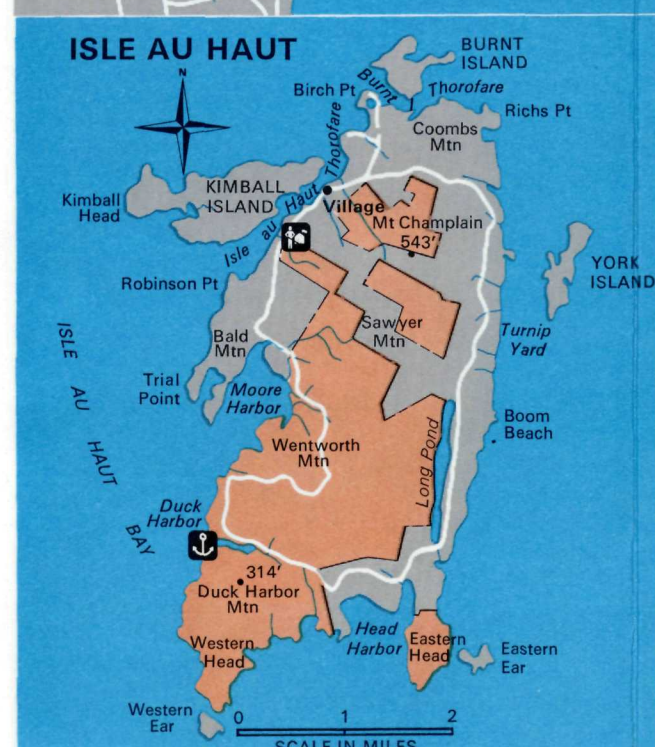 ISLE AU HAUT
N
BURNT
ISLAND
Birch Pt
Burnt I Thorofare
Richs Pt
Coombs
Mtn
KIMBALL
ISLAND
Kimball
Head
Isle au Haut Thorofare
Village
Mt Champlain
543'
Robinson Pt
YORK
ISLAND
Bald
Mtn
Sawyer
Mtn
Turnip
Yard
Trial
Point
Moore
Harbor
ISLE AU HAUT BAY
Boom
Beach
Wentworth
Mtn
Long Pond
Duck
Harbor
314'
Duck Harbor
Mtn
Western
Head
Head
Harbor
Eastern
Head
Eastern
Ear
Western
Ear
0 1 2
SCALE IN MILES